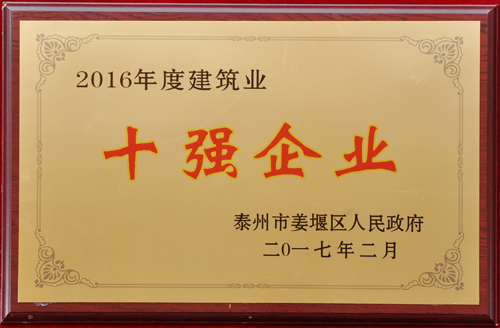 2016年度建筑业
十强企业
泰州市姜堰区人民政府
二〇一七年二月